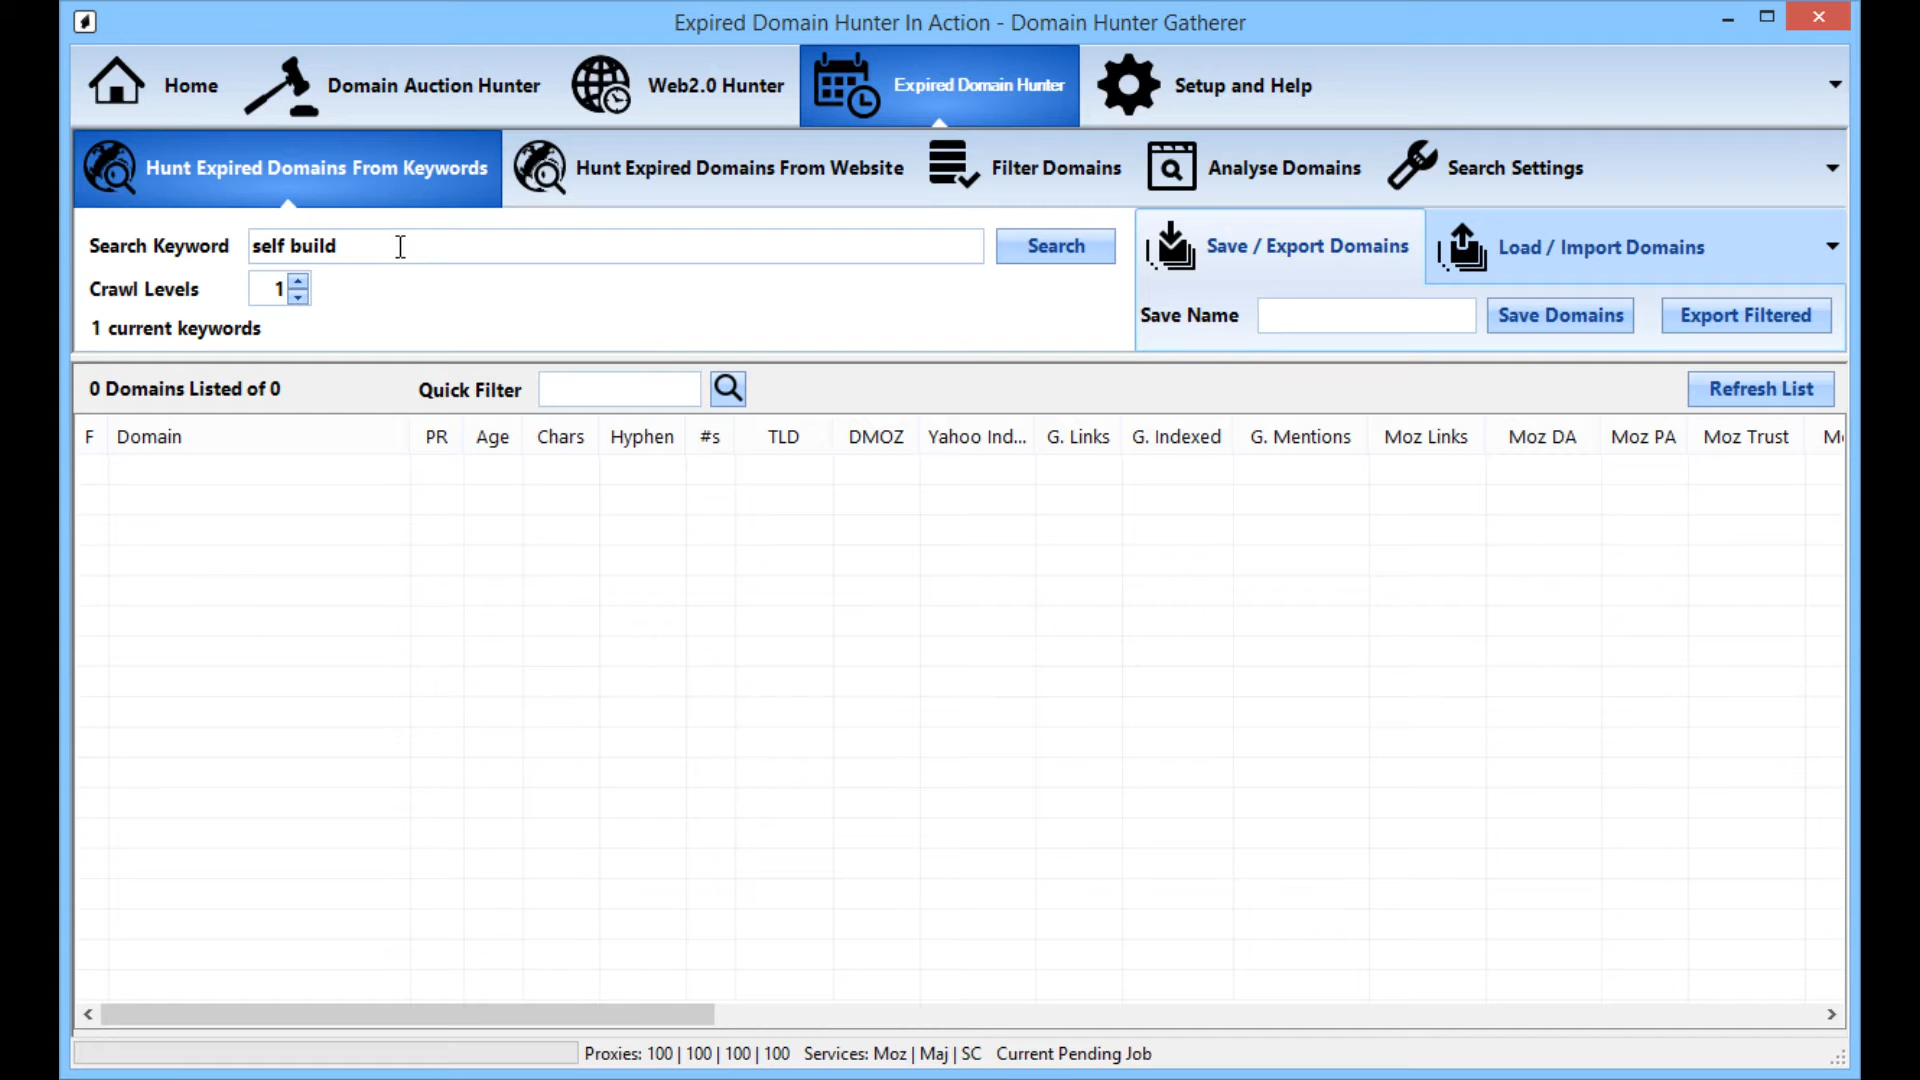 Expired Domain Hunter In Action - Domain Hunter Gatherer
Home Domain Auction Hunter Web2.0 Hunter Expired Domain Hunter Setup and Help
Hunt Expired Domains From Keywords Hunt Expired Domains From Website Filter Domains Analyse Domains Search Settings
Search Keyword self build Search
Save / Export Domains Load / Import Domains
Crawl Levels 1
1 current keywords
Save Name Save Domains Export Filtered
0 Domains Listed of 0 Quick Filter Refresh List
F Domain PR Age Chars Hyphen #s TLD DMOZ Yahoo Ind... G. Links G. Indexed G. Mentions Moz Links Moz DA Moz PA Moz Trust
Proxies: 100 | 100 | 100 | 100 Services: Moz | Maj | SC Current Pending Job